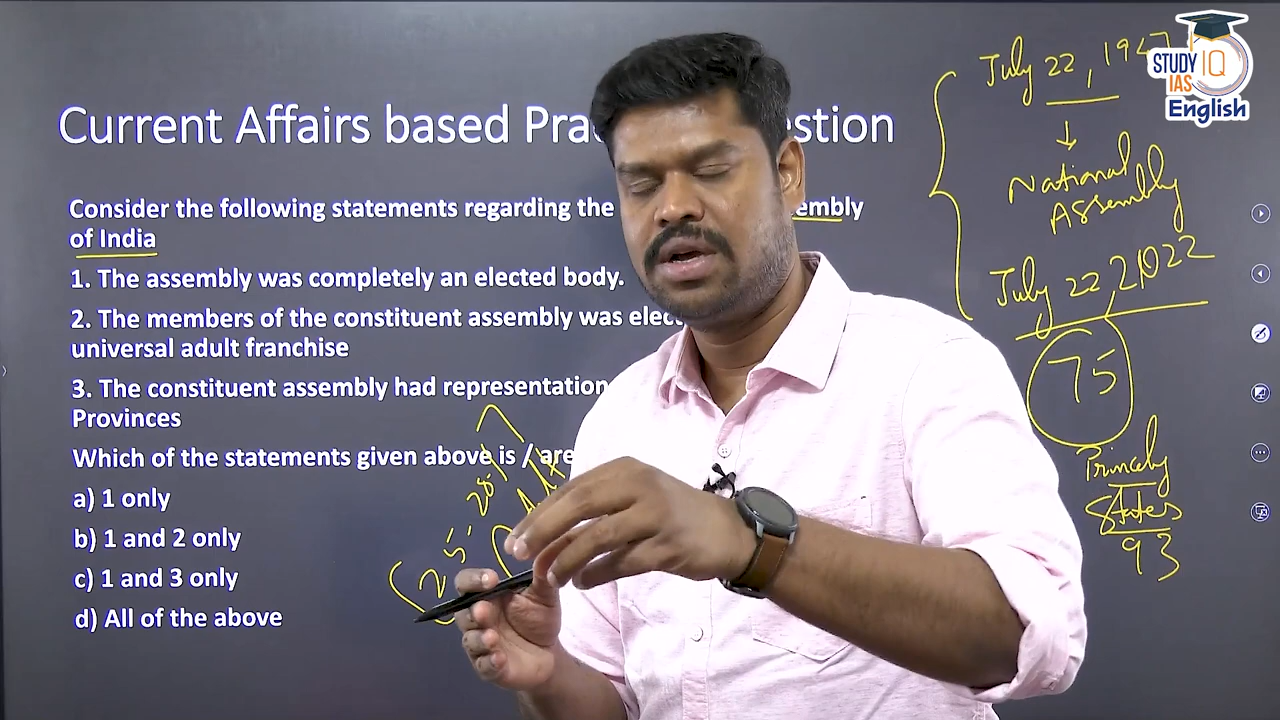 Current Affairs based Pra estion
Consider the following statements regarding the embly
of India
1. The assembly was completely an elected body.
2. The members of the constituent assembly was elec
universal adult franchise
3. The constituent assembly had representation
Provinces
Which of the statements given above is / are
a) 1 only
b) 1 and 2 only
c) 1 and 3 only
d) All of the above
July 22, 1947
National
Assembly
July 22, 2022
75
Princely
States
93
STUDY IQ
IAS
English